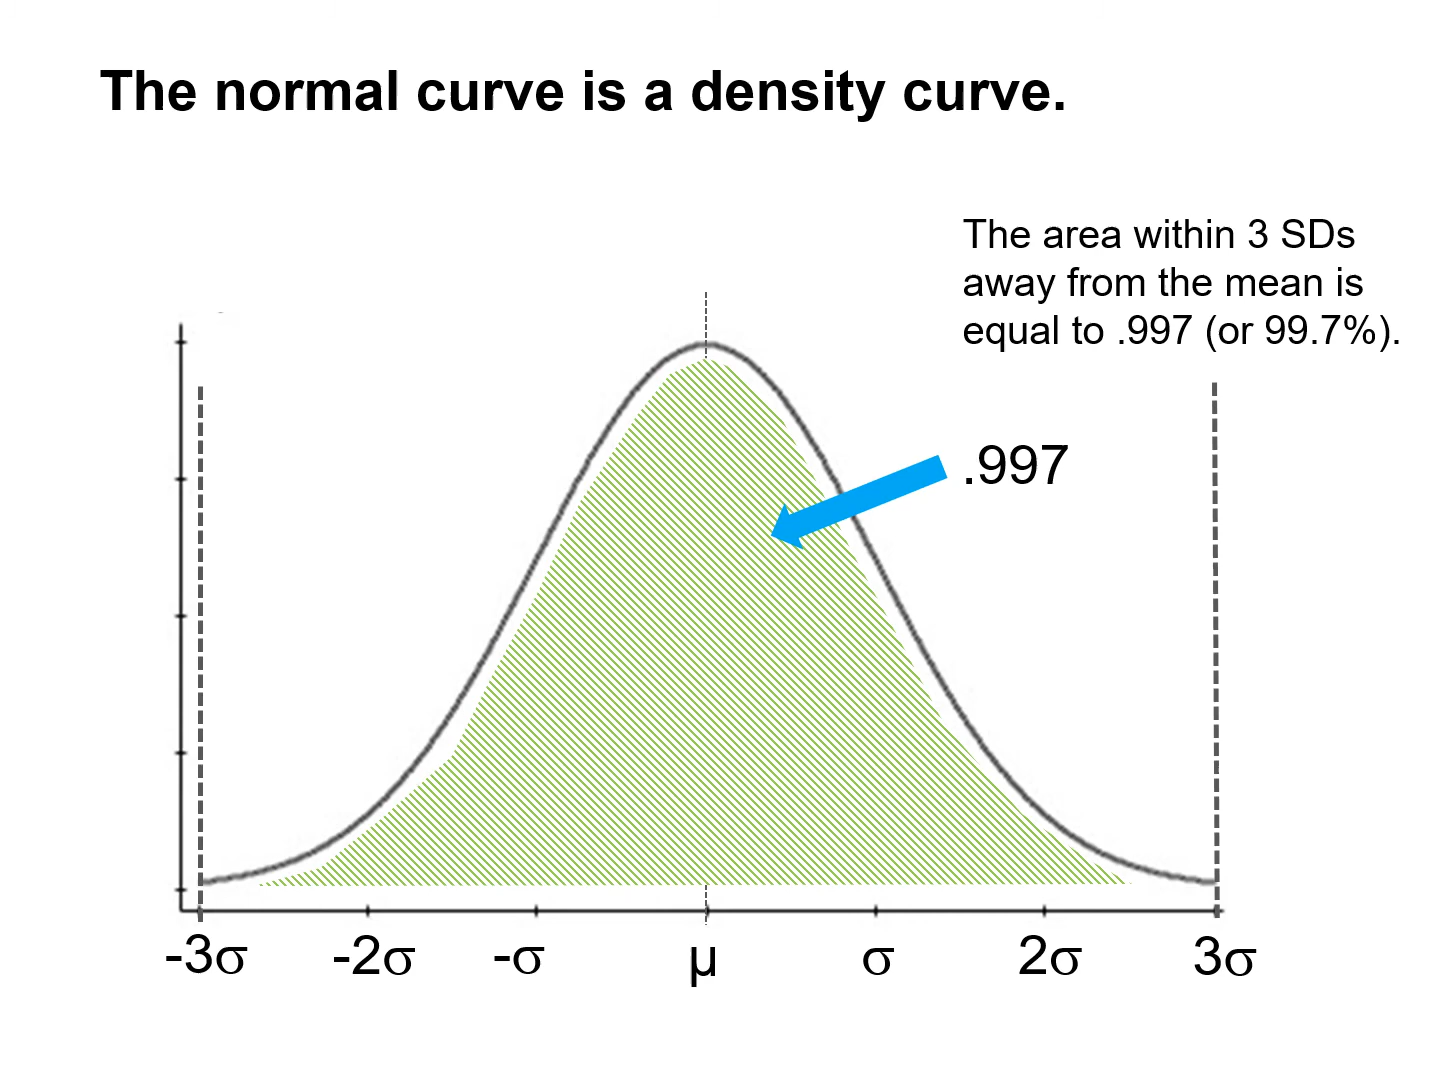 The normal curve is a density curve.
The area within 3 SDs
away from the mean is
equal to .997 (or 99.7%).
.997
-3σ -2σ -σ μ σ 2σ 3σ